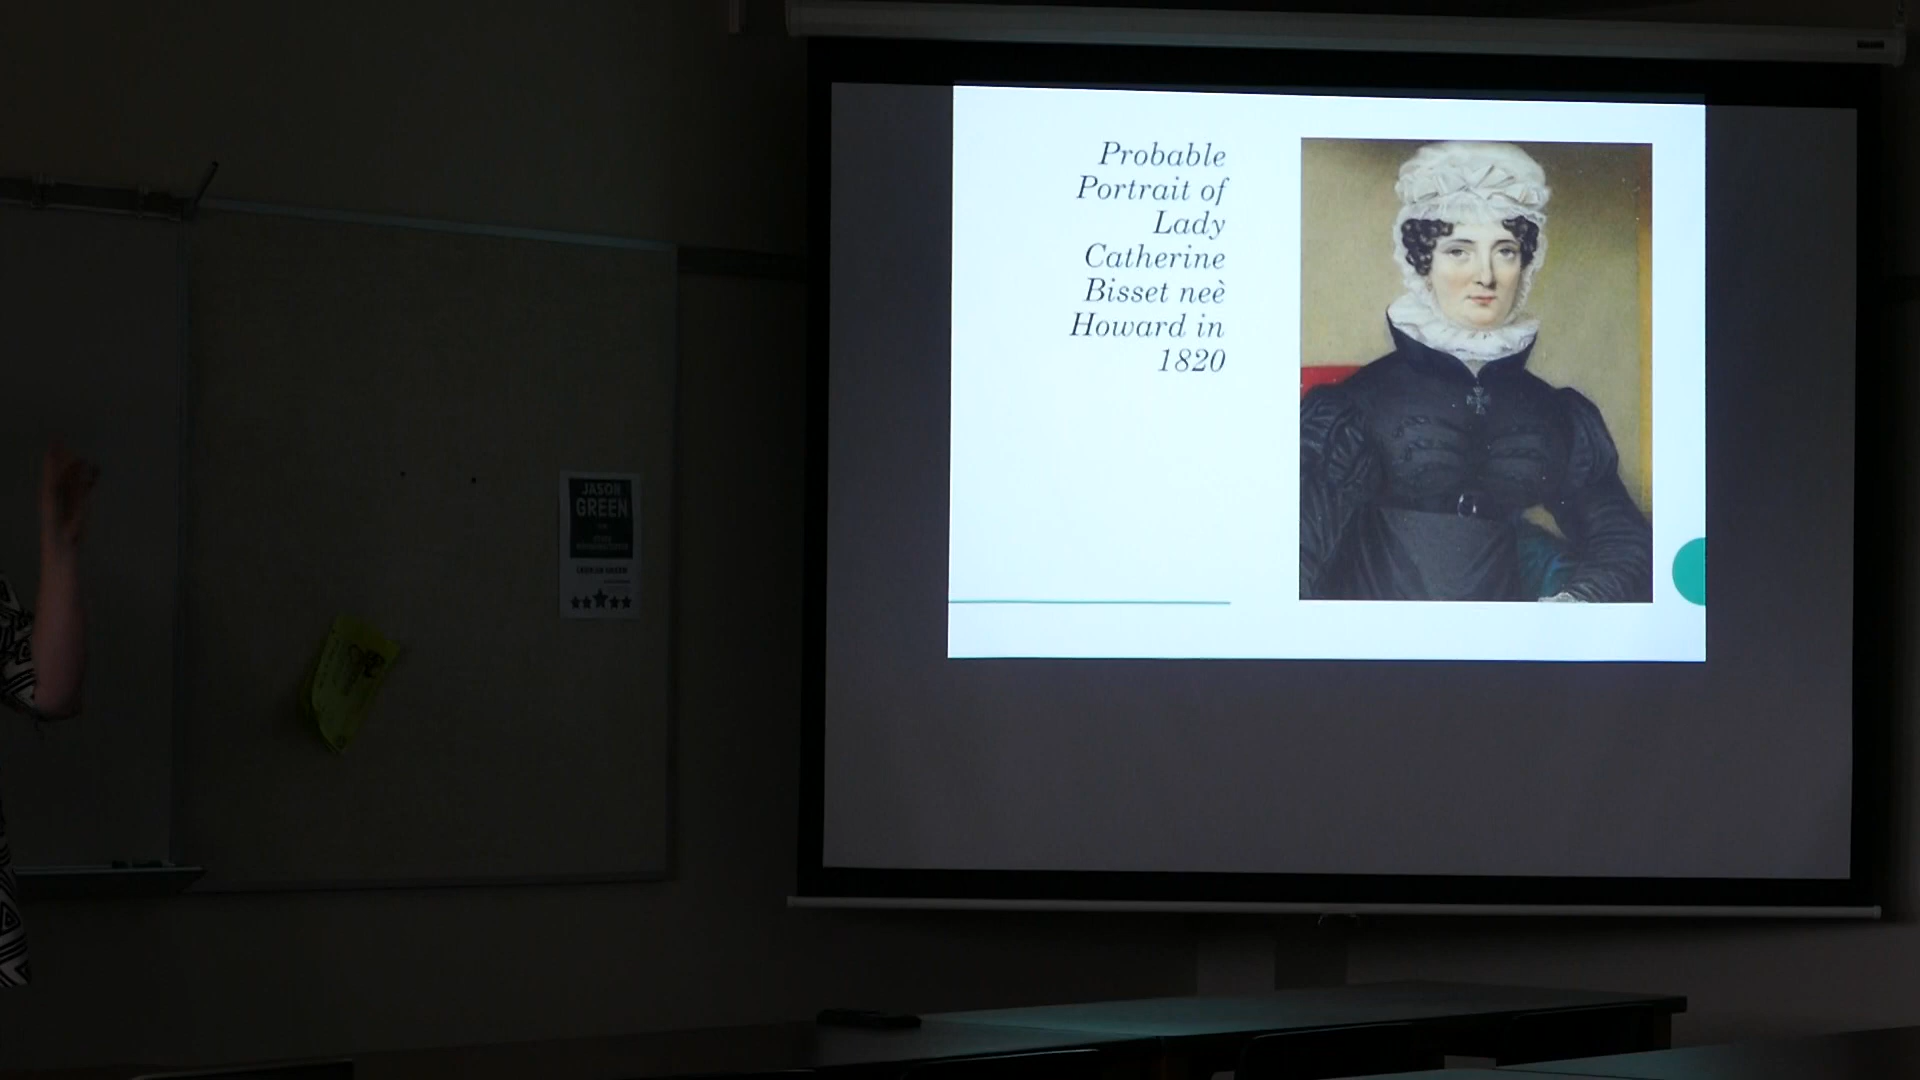 Probable
Portrait of
Lady
Catherine
Bisset neè
Howard in
1820
JASON
GREEN